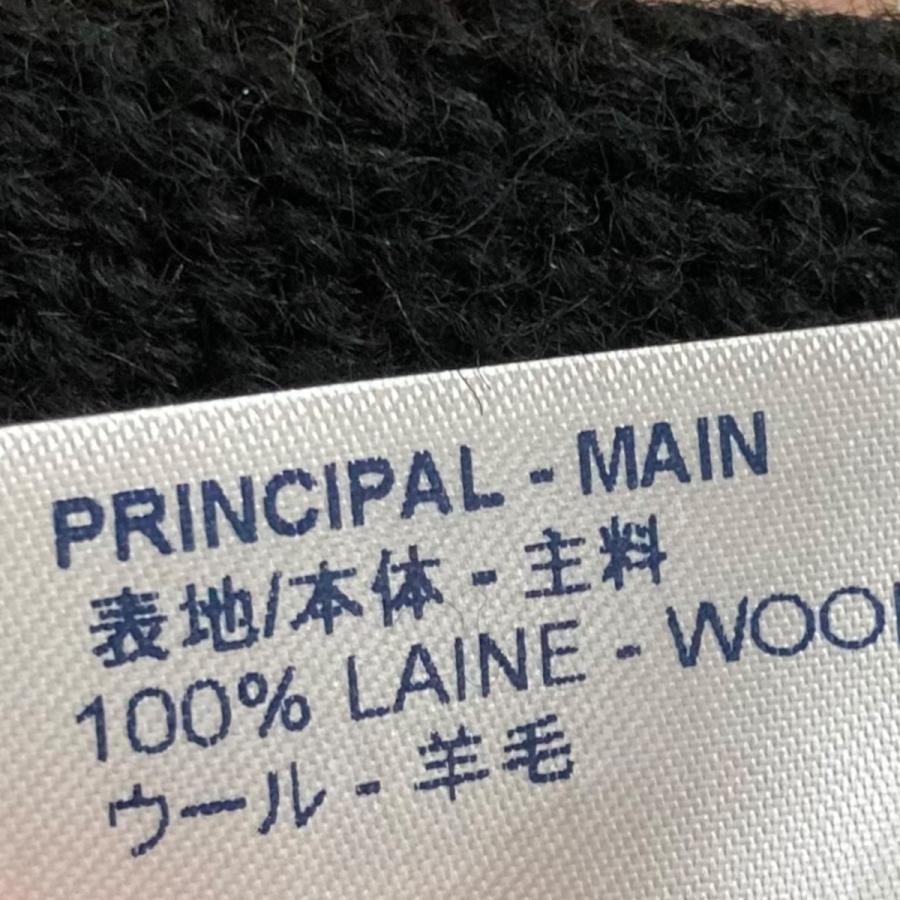 PRINCIPAL - MAIN
表地/本体 - 主料
100% LAINE - WOO
ウール - 羊毛